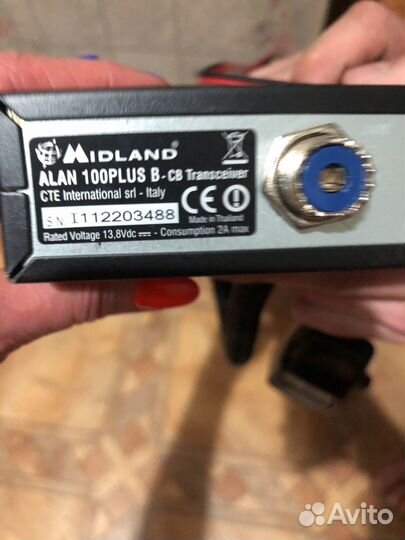 MIDLAND
ALAN 100PLUS B - CB Transceiver
CTE International srl - Italy
SN I112203488
Made in Thailand
Rated Voltage 13,8Vdc ⎓ - Consumption 2A max
Avito